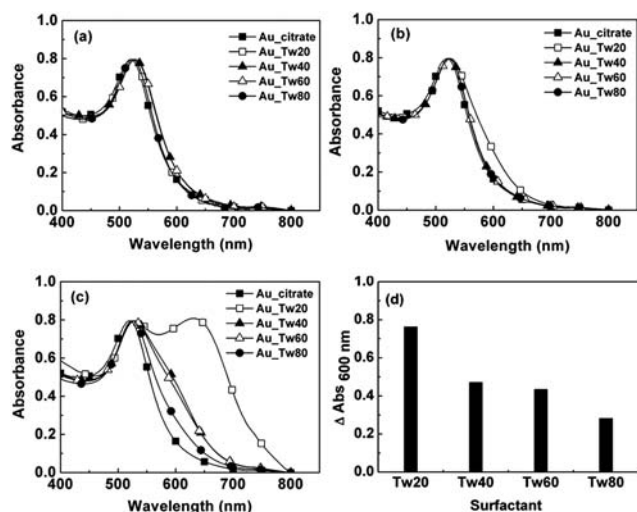 (a)
Au_citrate
Au_Tw20
Au_Tw40
Au_Tw60
Au_Tw80
1.0
0.8
0.6
0.4
0.2
0.0
Absorbance
400 500 600 700 800
Wavelength (nm)
(b)
Au_citrate
Au_Tw20
Au_Tw40
Au_Tw60
Au_Tw80
1.0
0.8
0.6
0.4
0.2
0.0
Absorbance
400 500 600 700 800
Wavelength (nm)
(c)
Au_citrate
Au_Tw20
Au_Tw40
Au_Tw60
Au_Tw80
1.0
0.8
0.6
0.4
0.2
0.0
Absorbance
400 500 600 700 800
Wavelength (nm)
(d)
1.0
0.8
0.6
0.4
0.2
0.0
Δ Abs 600 nm
Tw20 Tw40 Tw60 Tw80
Surfactant